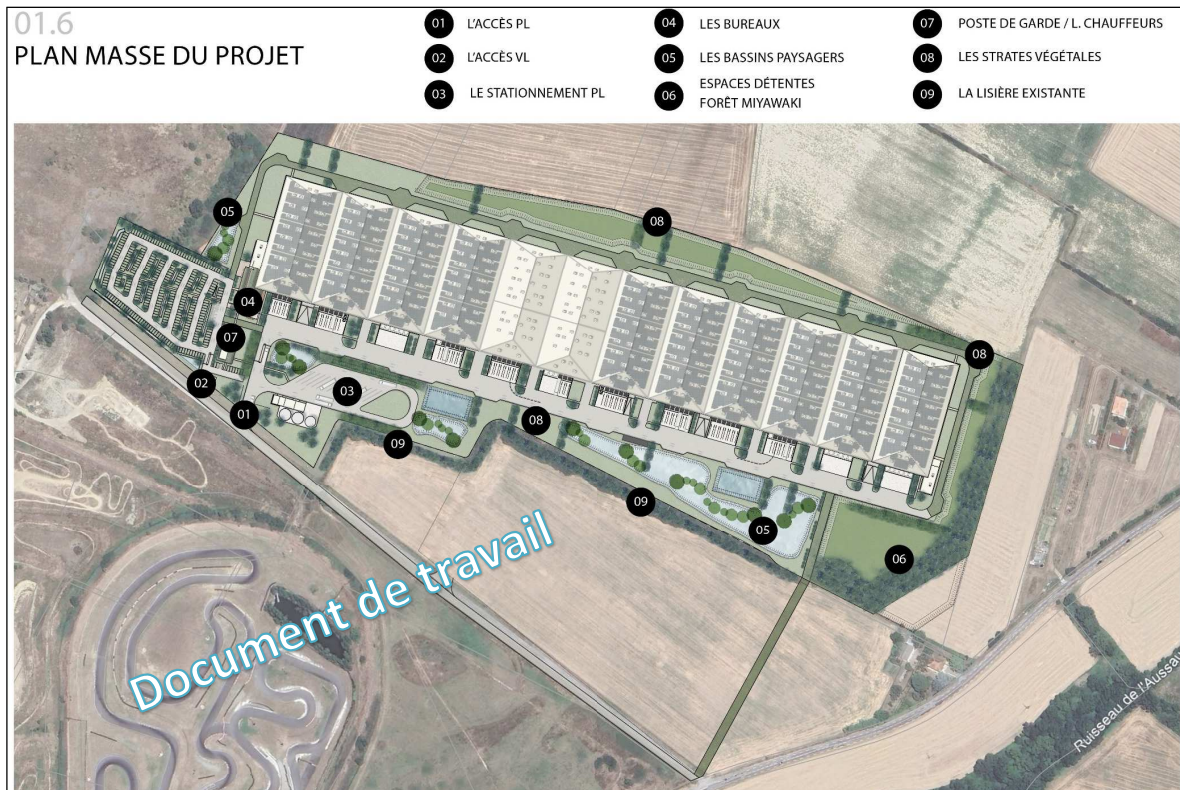 01.6
PLAN MASSE DU PROJET
01 L'ACCÈS PL
02 L'ACCÈS VL
03 LE STATIONNEMENT PL
04 LES BUREAUX
05 LES BASSINS PAYSAGERS
06 ESPACES DÉTENTES
FORÊT MIYAWAKI
07 POSTE DE GARDE / L. CHAUFFEURS
08 LES STRATES VÉGÉTALES
09 LA LISIÈRE EXISTANTE
05
08
04
07
08
02
03
01
08
09
09
05
06
Document de travail
Ruisseau de l'Aussau